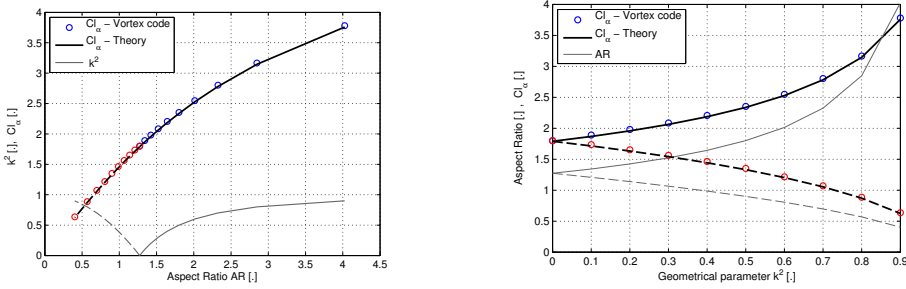 4
3.5
3
2.5
2
1.5
1
0.5
0
k² [.], Cl_α [.]
Cl_α − Vortex code
Cl_α − Theory
k²
0 0.5 1 1.5 2 2.5 3 3.5 4 4.5
Aspect Ratio AR [.]
4
3.5
3
2.5
2
1.5
1
0.5
0
Aspect Ratio [.] , Cl_α [.]
Cl_α − Vortex code
Cl_α − Theory
AR
0 0.1 0.2 0.3 0.4 0.5 0.6 0.7 0.8 0.9
Geometrical parameter k² [.]